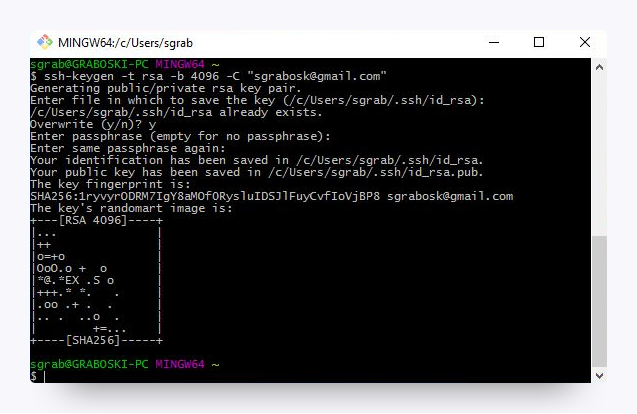 MINGW64:/c/Users/sgrab
sgrab@GRABOSKI-PC MINGW64 ~
$ ssh-keygen -t rsa -b 4096 -C "sgrabosk@gmail.com"
Generating public/private rsa key pair.
Enter file in which to save the key (/c/Users/sgrab/.ssh/id_rsa):
/c/Users/sgrab/.ssh/id_rsa already exists.
Overwrite (y/n)? y
Enter passphrase (empty for no passphrase):
Enter same passphrase again:
Your identification has been saved in /c/Users/sgrab/.ssh/id_rsa.
Your public key has been saved in /c/Users/sgrab/.ssh/id_rsa.pub.
The key fingerprint is:
SHA256:1ryvyrODRM7IgY8aMOfORysluIDSJlFuyCvfIoVjBP8 sgrabosk@gmail.com
The key's randomart image is:
+---[RSA 4096]----+
|...              |
|++               |
|o=+o             |
|OoO.o +  o       |
|*@.*EX .S o      |
|+++.* *.   .     |
|.oo .+ .  .      |
|.. .  ..o  .     |
|        +=...    |
+----[SHA256]-----+
sgrab@GRABOSKI-PC MINGW64 ~
$